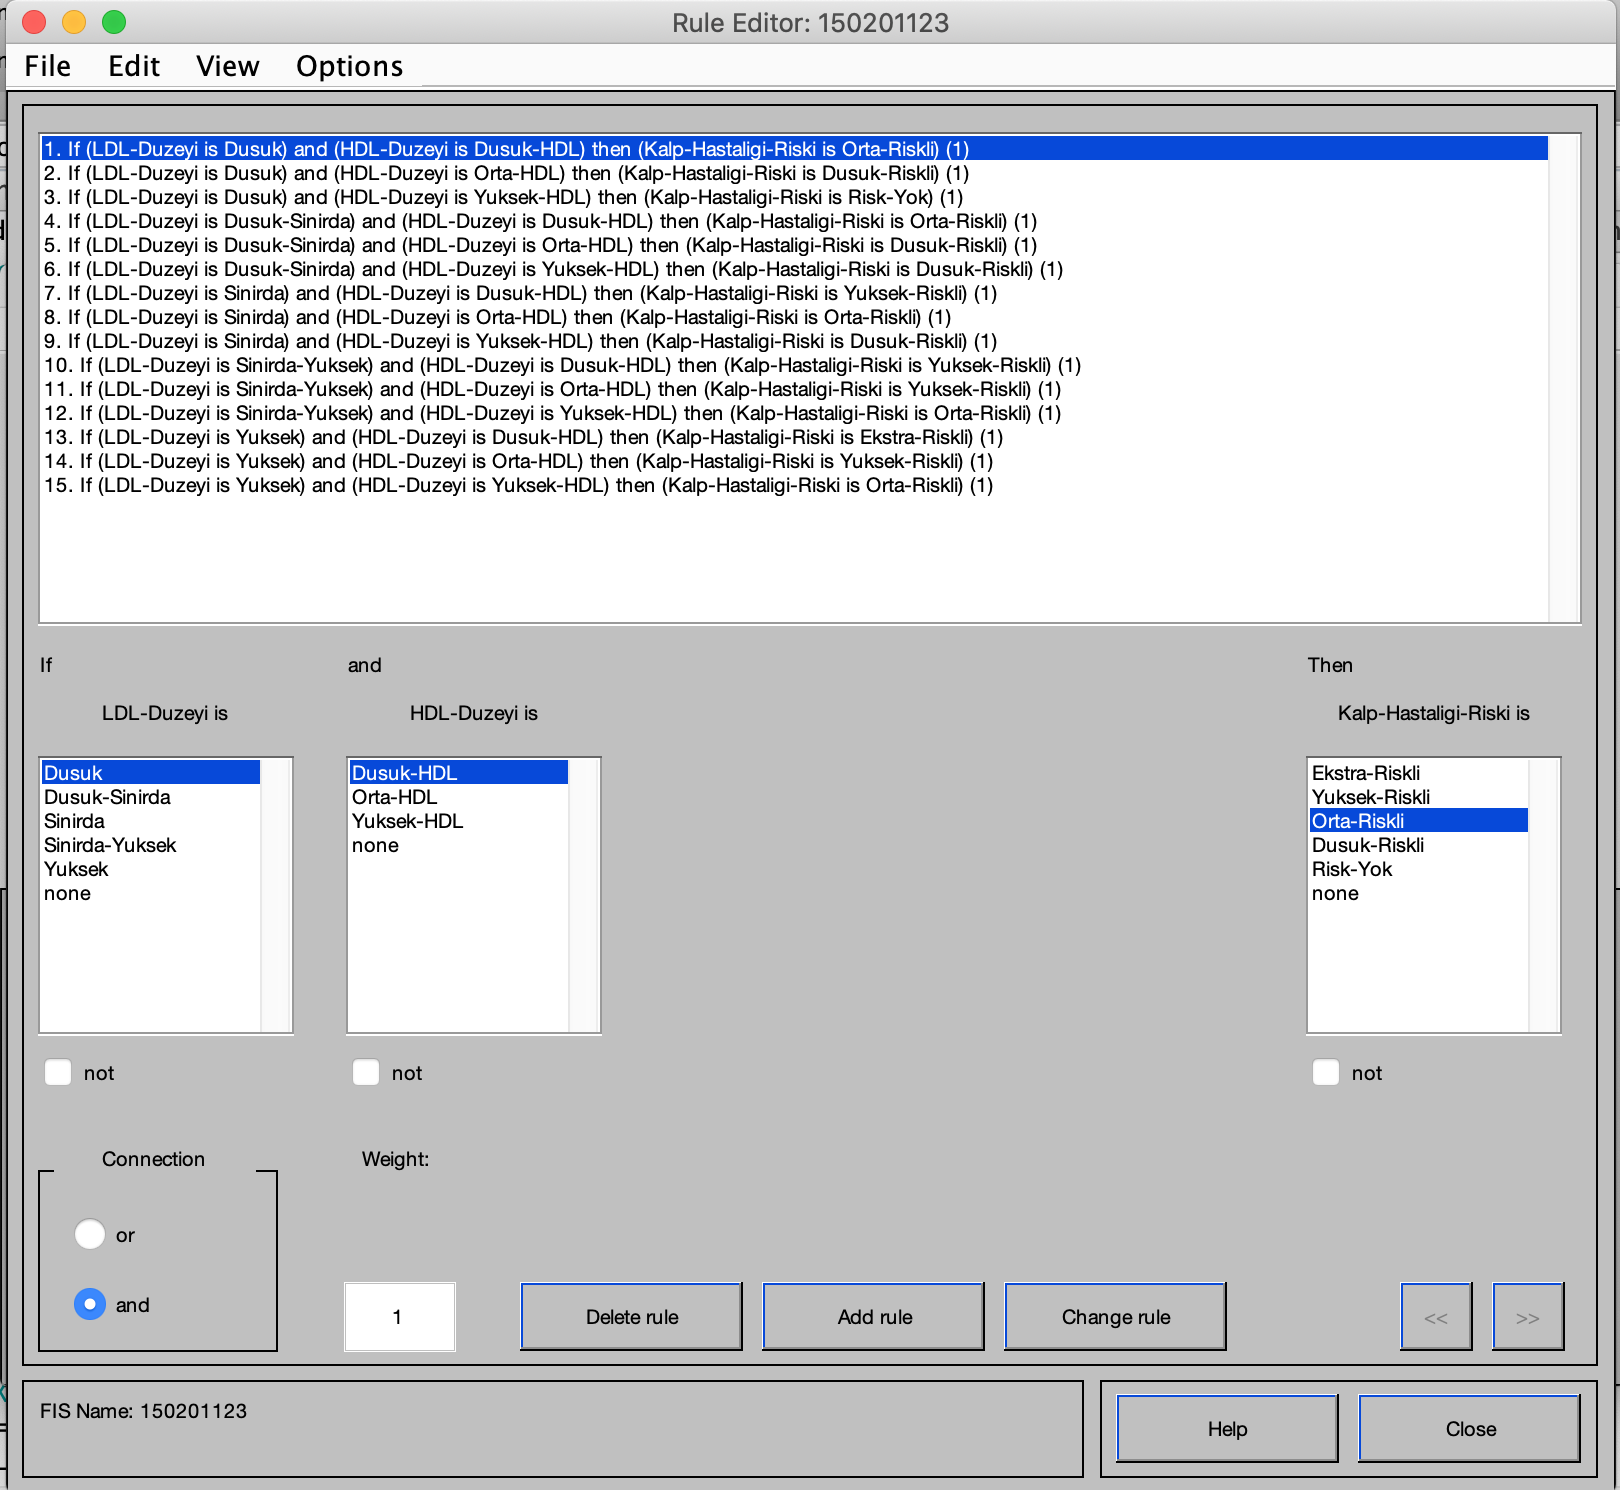 Rule Editor: 150201123
File Edit View Options
1. If (LDL-Duzeyi is Dusuk) and (HDL-Duzeyi is Dusuk-HDL) then (Kalp-Hastaligi-Riski is Orta-Riskli) (1)
2. If (LDL-Duzeyi is Dusuk) and (HDL-Duzeyi is Orta-HDL) then (Kalp-Hastaligi-Riski is Dusuk-Riskli) (1)
3. If (LDL-Duzeyi is Dusuk) and (HDL-Duzeyi is Yuksek-HDL) then (Kalp-Hastaligi-Riski is Risk-Yok) (1)
4. If (LDL-Duzeyi is Dusuk-Sinirda) and (HDL-Duzeyi is Dusuk-HDL) then (Kalp-Hastaligi-Riski is Orta-Riskli) (1)
5. If (LDL-Duzeyi is Dusuk-Sinirda) and (HDL-Duzeyi is Orta-HDL) then (Kalp-Hastaligi-Riski is Dusuk-Riskli) (1)
6. If (LDL-Duzeyi is Dusuk-Sinirda) and (HDL-Duzeyi is Yuksek-HDL) then (Kalp-Hastaligi-Riski is Dusuk-Riskli) (1)
7. If (LDL-Duzeyi is Sinirda) and (HDL-Duzeyi is Dusuk-HDL) then (Kalp-Hastaligi-Riski is Yuksek-Riskli) (1)
8. If (LDL-Duzeyi is Sinirda) and (HDL-Duzeyi is Orta-HDL) then (Kalp-Hastaligi-Riski is Orta-Riskli) (1)
9. If (LDL-Duzeyi is Sinirda) and (HDL-Duzeyi is Yuksek-HDL) then (Kalp-Hastaligi-Riski is Dusuk-Riskli) (1)
10. If (LDL-Duzeyi is Sinirda-Yuksek) and (HDL-Duzeyi is Dusuk-HDL) then (Kalp-Hastaligi-Riski is Yuksek-Riskli) (1)
11. If (LDL-Duzeyi is Sinirda-Yuksek) and (HDL-Duzeyi is Orta-HDL) then (Kalp-Hastaligi-Riski is Yuksek-Riskli) (1)
12. If (LDL-Duzeyi is Sinirda-Yuksek) and (HDL-Duzeyi is Yuksek-HDL) then (Kalp-Hastaligi-Riski is Orta-Riskli) (1)
13. If (LDL-Duzeyi is Yuksek) and (HDL-Duzeyi is Dusuk-HDL) then (Kalp-Hastaligi-Riski is Ekstra-Riskli) (1)
14. If (LDL-Duzeyi is Yuksek) and (HDL-Duzeyi is Orta-HDL) then (Kalp-Hastaligi-Riski is Yuksek-Riskli) (1)
15. If (LDL-Duzeyi is Yuksek) and (HDL-Duzeyi is Yuksek-HDL) then (Kalp-Hastaligi-Riski is Orta-Riskli) (1)
If
LDL-Duzeyi is
Dusuk
Dusuk-Sinirda
Sinirda
Sinirda-Yuksek
Yuksek
none
not
and
HDL-Duzeyi is
Dusuk-HDL
Orta-HDL
Yuksek-HDL
none
not
Then
Kalp-Hastaligi-Riski is
Ekstra-Riskli
Yuksek-Riskli
Orta-Riskli
Dusuk-Riskli
Risk-Yok
none
not
Connection
or
and
Weight:
1
Delete rule
Add rule
Change rule
<<
>>
FIS Name: 150201123
Help
Close